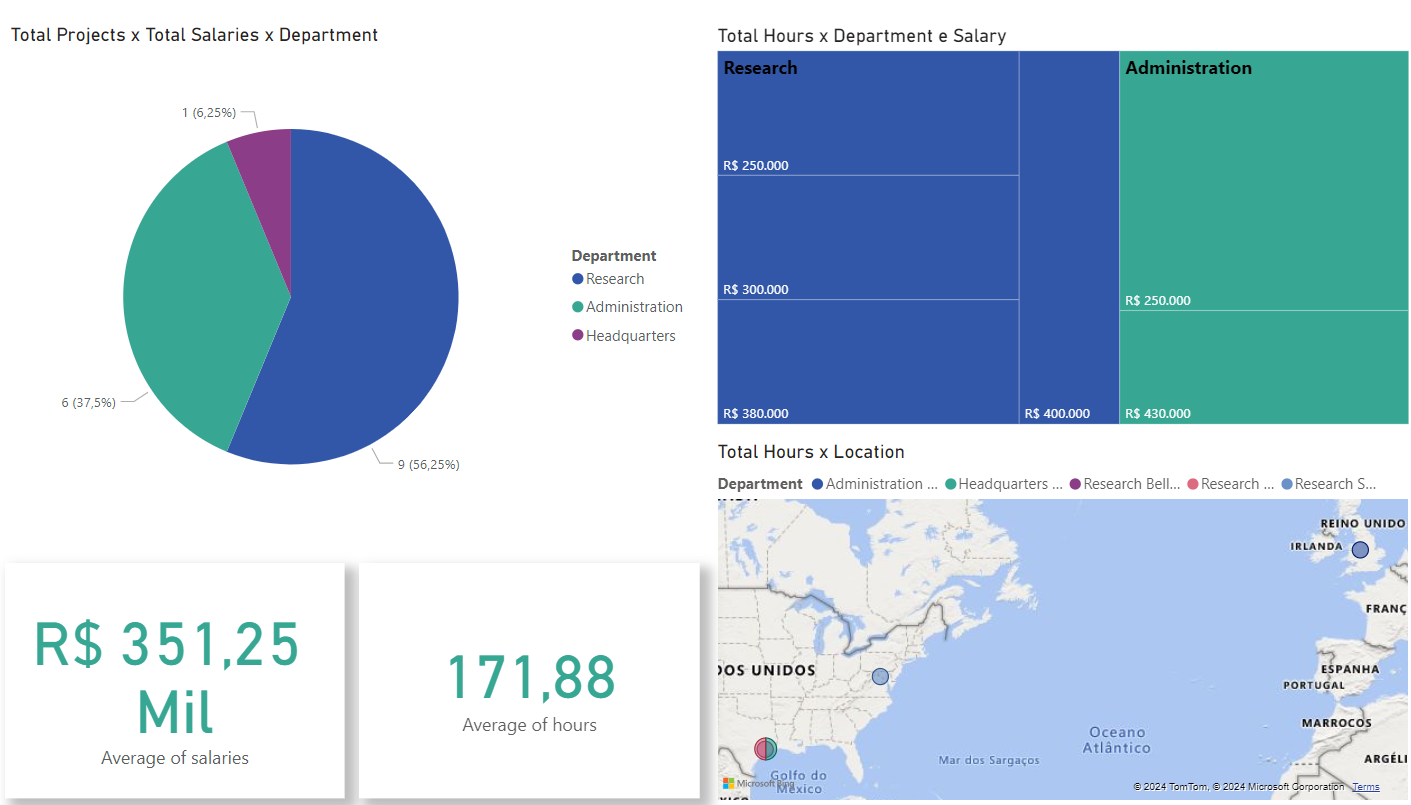 Total Projects x Total Salaries x Department
1 (6,25%)
6 (37,5%)
9 (56,25%)
Department
Research
Administration
Headquarters
R$ 351,25
Mil
Average of salaries
171,88
Average of hours
Total Hours x Department e Salary
Research
R$ 250.000
R$ 300.000
R$ 380.000
R$ 400.000
Administration
R$ 250.000
R$ 430.000
Total Hours x Location
Department Administration ... Headquarters ... Research Bell... Research ... Research S...
REINO UNIDO
IRLANDA
FRANÇ
DOS UNIDOS
ESPANHA
PORTUGAL
MARROCOS
Oceano
Atlântico
Mar dos Sargaços
ARGÉLI
Golfo do
México
Microsoft Bing
© 2024 TomTom, © 2024 Microsoft Corporation Terms